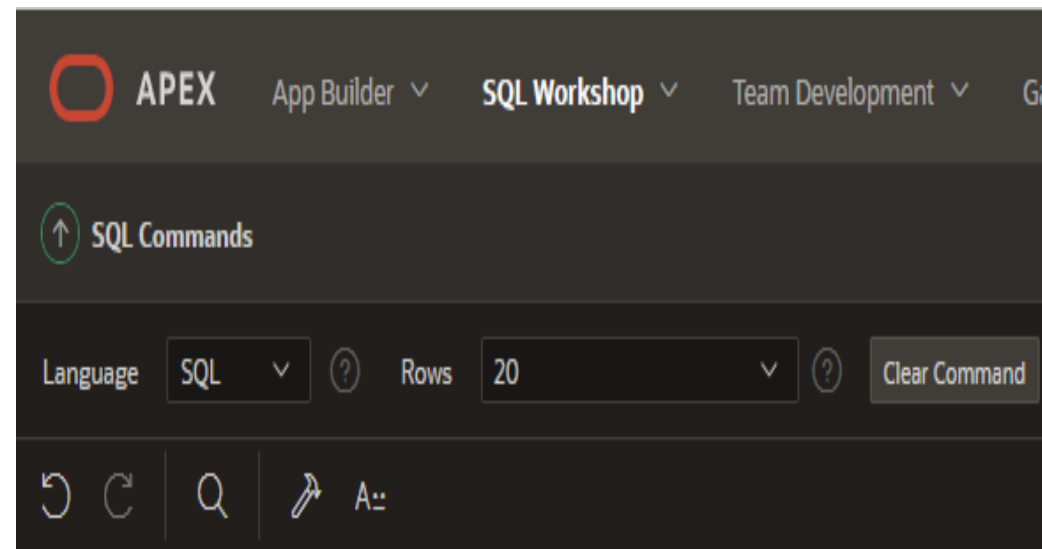 APEX App Builder SQL Workshop Team Development
SQL Commands
Language SQL Rows 20 Clear Command
A::